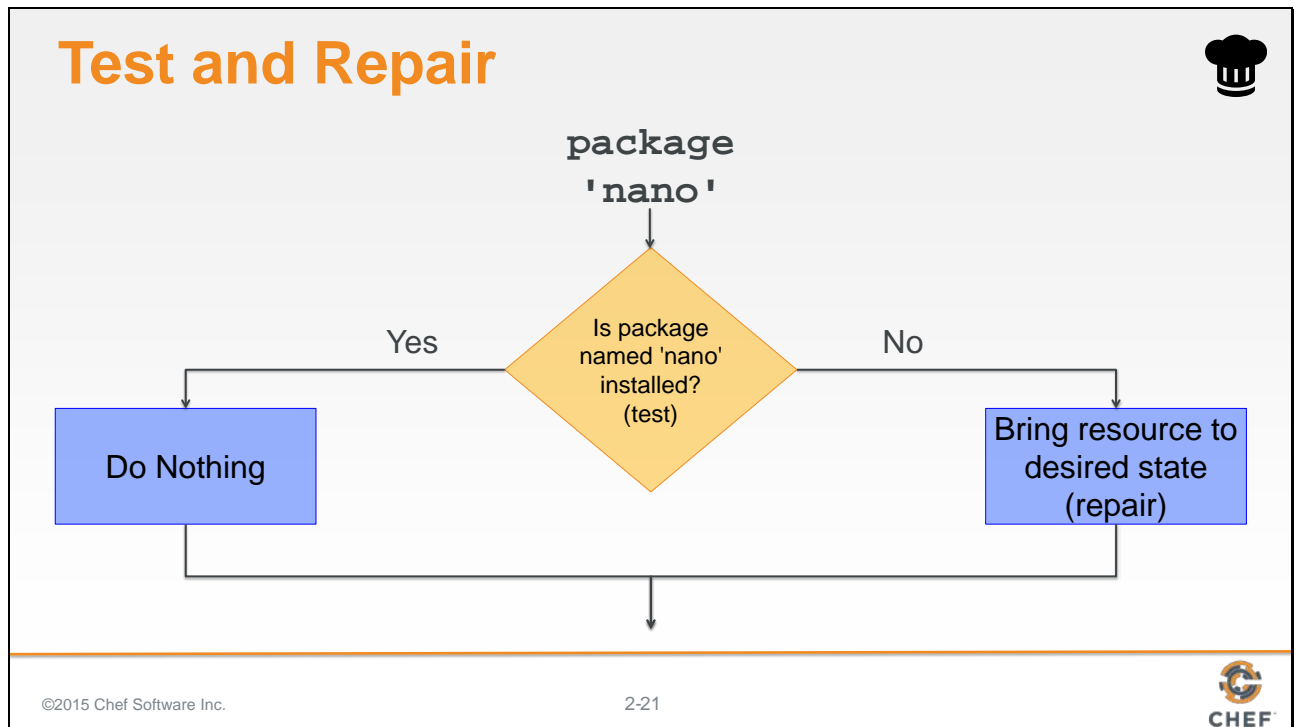 Test and Repair
package
'nano'
Is package
named 'nano'
installed?
(test)
Yes
No
Do Nothing
Bring resource to
desired state
(repair)
©2015 Chef Software Inc.
2-21
CHEF